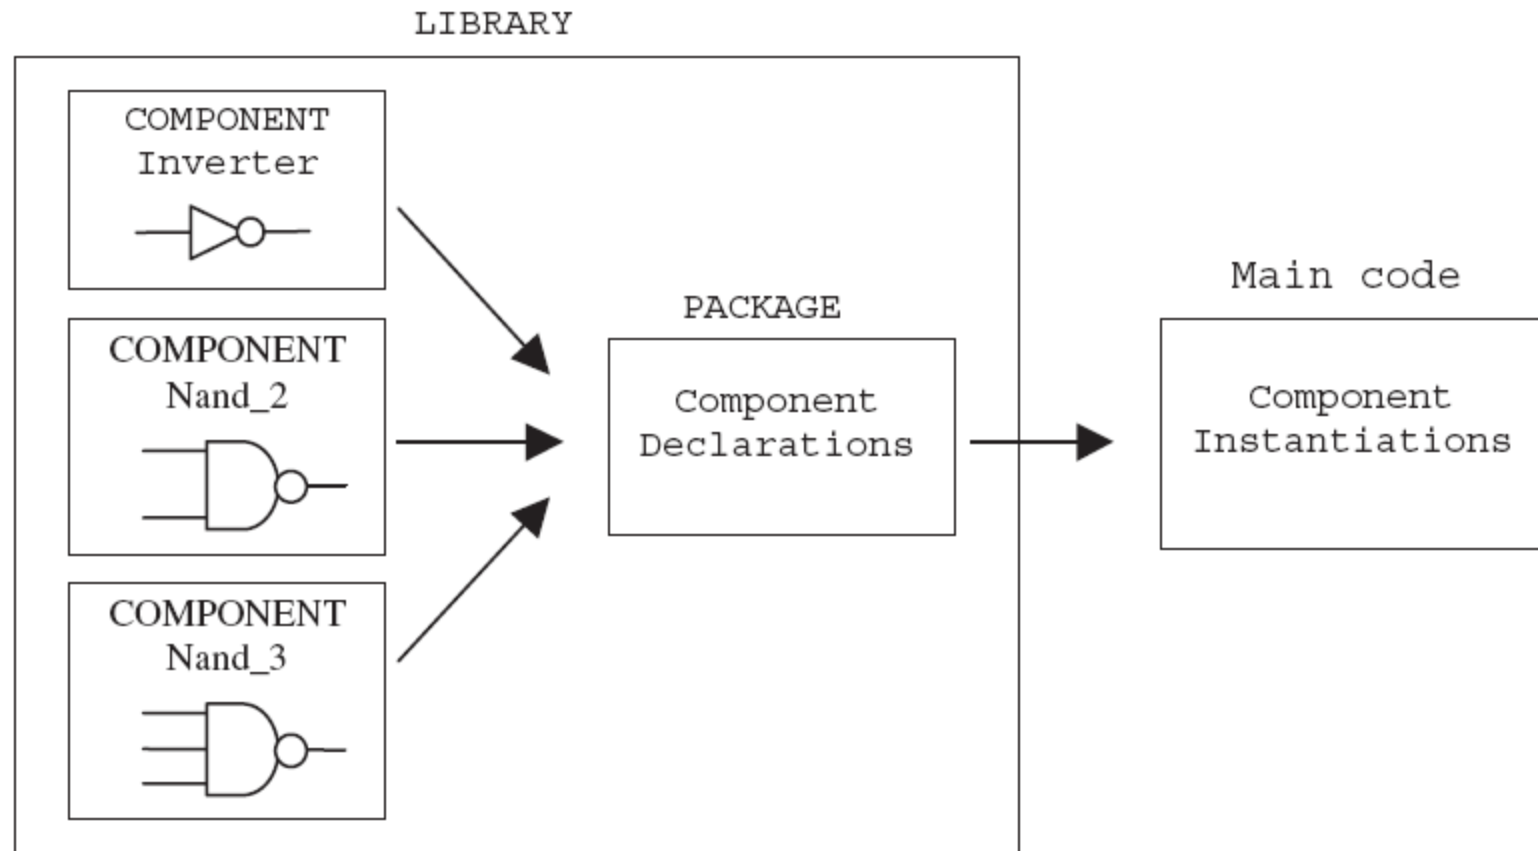 LIBRARY
COMPONENT
Inverter
COMPONENT
Nand_2
COMPONENT
Nand_3
PACKAGE
Component
Declarations
Main code
Component
Instantiations